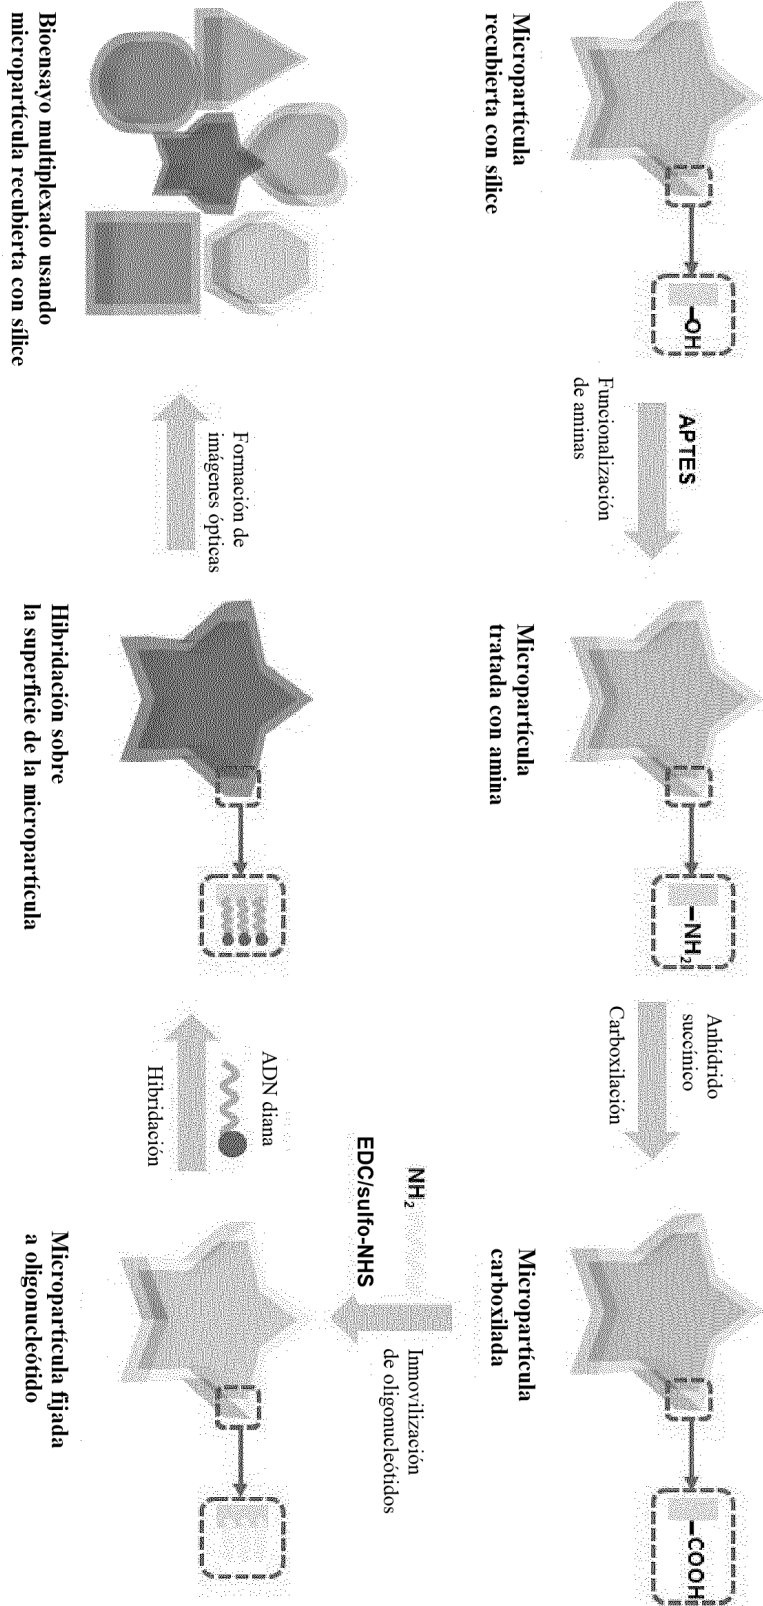 –OH
APTES
Funcionalización
de aminas
Micropartícula
recubierta con sílice
–NH2
Anhídrido
succínico
Carboxilación
Micropartícula
tratada con amina
–COOH
Micropartícula
carboxilada
NH2
EDC/sulfo-NHS
Inmovilización
de oligonucleótidos
Micropartícula fijada
a oligonucleótido
ADN diana
Hibridación
Hibridación sobre
la superficie de la micropartícula
Formación de
imágenes ópticas
Bioensayo multiplexado usando
micropartícula recubierta con sílice